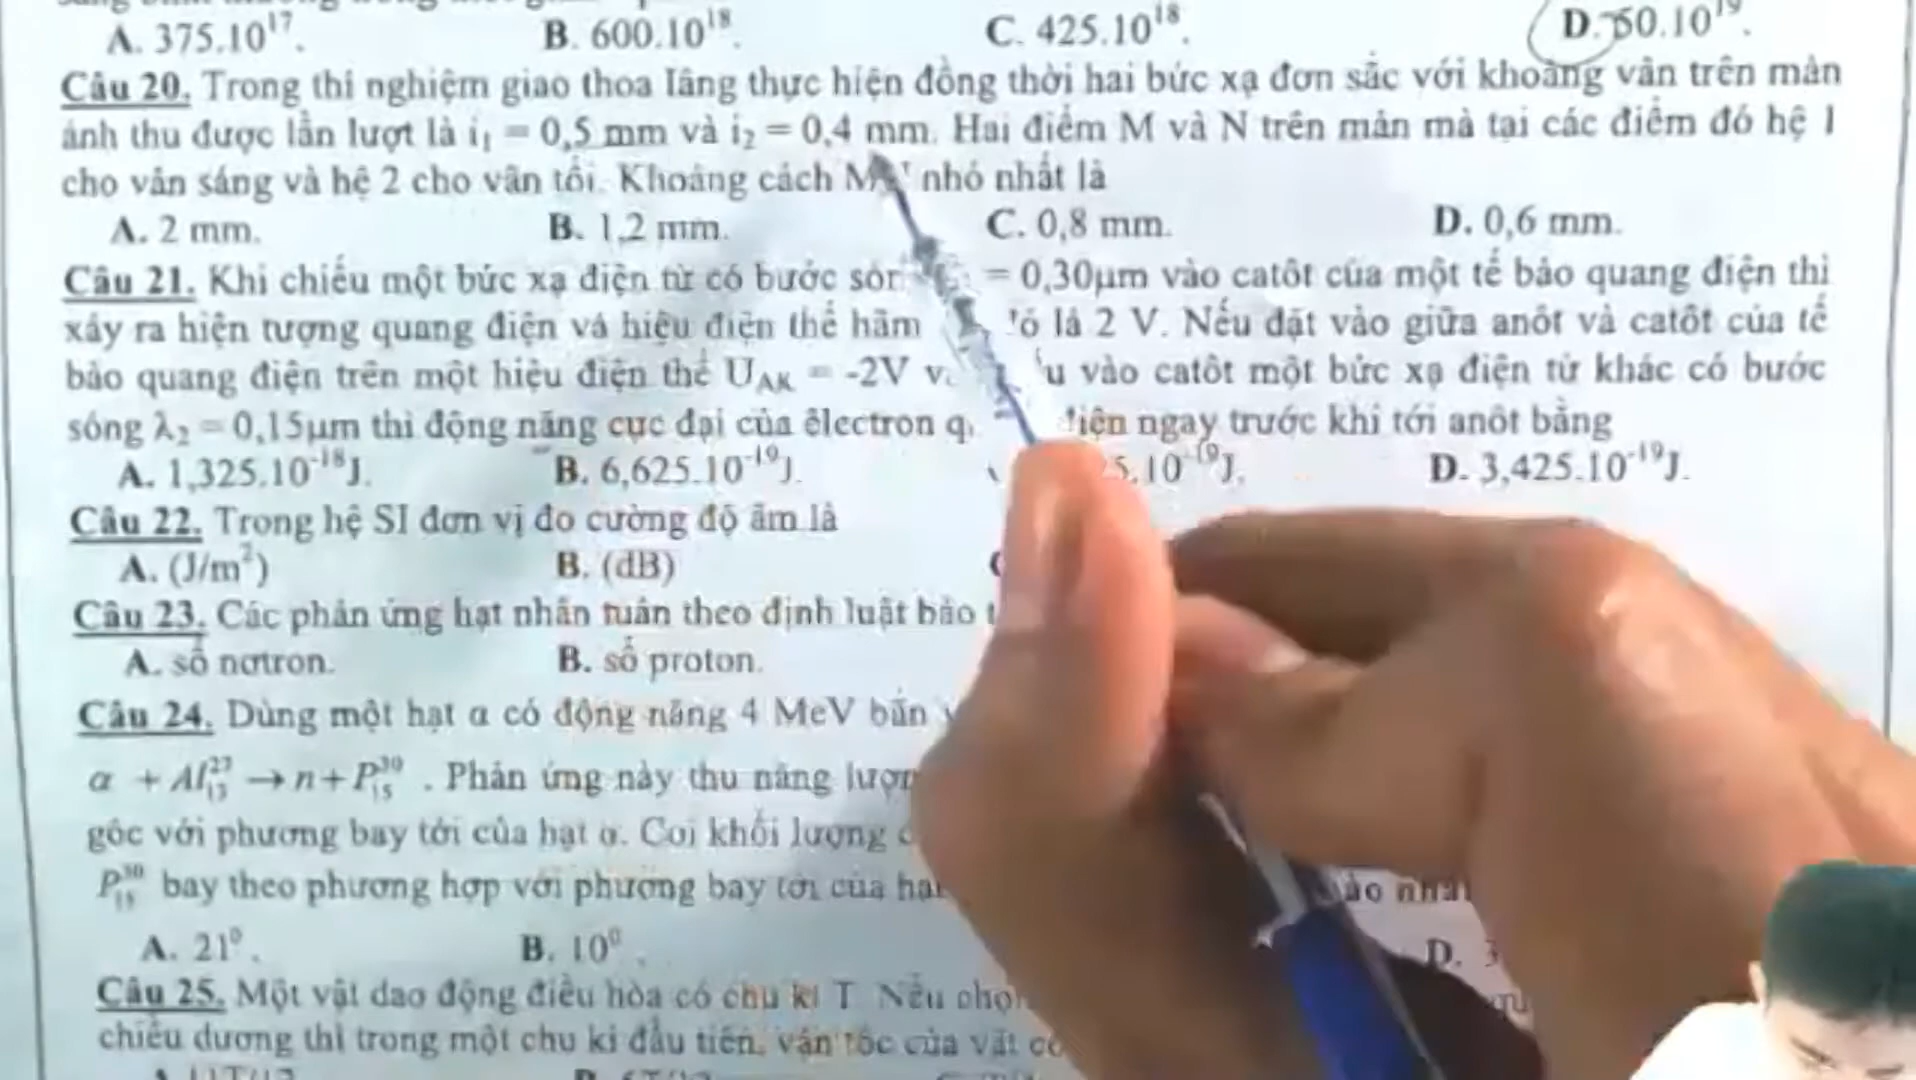 A. 375.10¹⁷. B. 600.10¹⁸. C. 425.10¹⁸. D. 60.10¹⁹.
Câu 20. Trong thí nghiệm giao thoa Iâng thực hiện đồng thời hai bức xạ đơn sắc với khoảng vân trên màn
ảnh thu được lần lượt là i₁ = 0,5 mm và i₂ = 0,4 mm. Hai điểm M và N trên màn mà tại các điểm đó hệ 1
cho vân sáng và hệ 2 cho vân tối. Khoảng cách MN nhỏ nhất là
A. 2 mm. B. 1,2 mm. C. 0,8 mm. D. 0,6 mm.
Câu 21. Khi chiếu một bức xạ điện từ có bước = 0,30µm vào catôt của một tế bào quang điện thì
xảy ra hiện tượng quang điện và hiệu điện thế hãm là 2 V. Nếu đặt vào giữa anôt và catôt của tế
bào quang điện trên một hiệu điện thế U_AK = -2V vào catôt một bức xạ điện từ khác có bước
sóng λ₂ = 0,15µm thì động năng cực đại của êlectron điện ngay trước khi tới anôt bằng
A. 1,325.10⁻¹⁸J. B. 6,625.10⁻¹⁹J. 5.10⁻¹⁹J. D. 3,425.10⁻¹⁹J.
Câu 22. Trong hệ SI đơn vị đo cường độ âm là
A. (J/m²) B. (dB)
Câu 23. Các phản ứng hạt nhân tuân theo định luật bảo
A. số nơtron. B. số proton.
Câu 24. Dùng một hạt α có động năng 4 MeV bắn
α + Al₁₃²⁷ → n + P₁₅³⁰ . Phản ứng này thu năng
góc với phương bay tới của hạt α. Coi khối lượng
P₁₅³⁰ bay theo phương hợp với phương bay tới của
A. 21⁰. B. 10⁰. D.
Câu 25. Một vật dao động điều hòa có chu kì T. Nếu
chiều dương thì trong một chu kì đầu tiên, vận tốc của vật